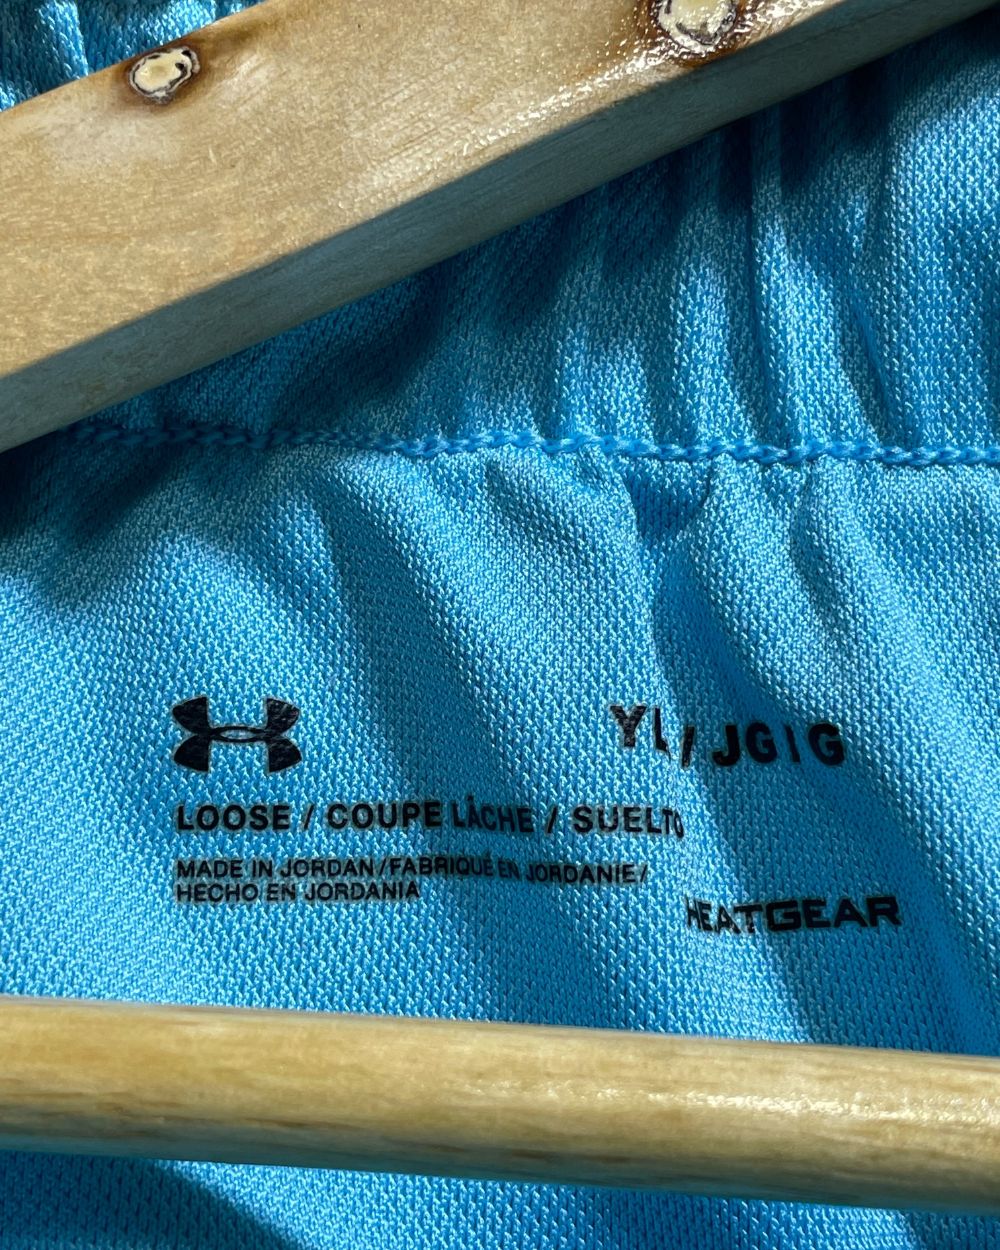 YL / JG / G
LOOSE / COUPE LÂCHE / SUELTO
MADE IN JORDAN / FABRIQUÉ EN JORDANIE /
HECHO EN JORDANIA
HEATGEAR